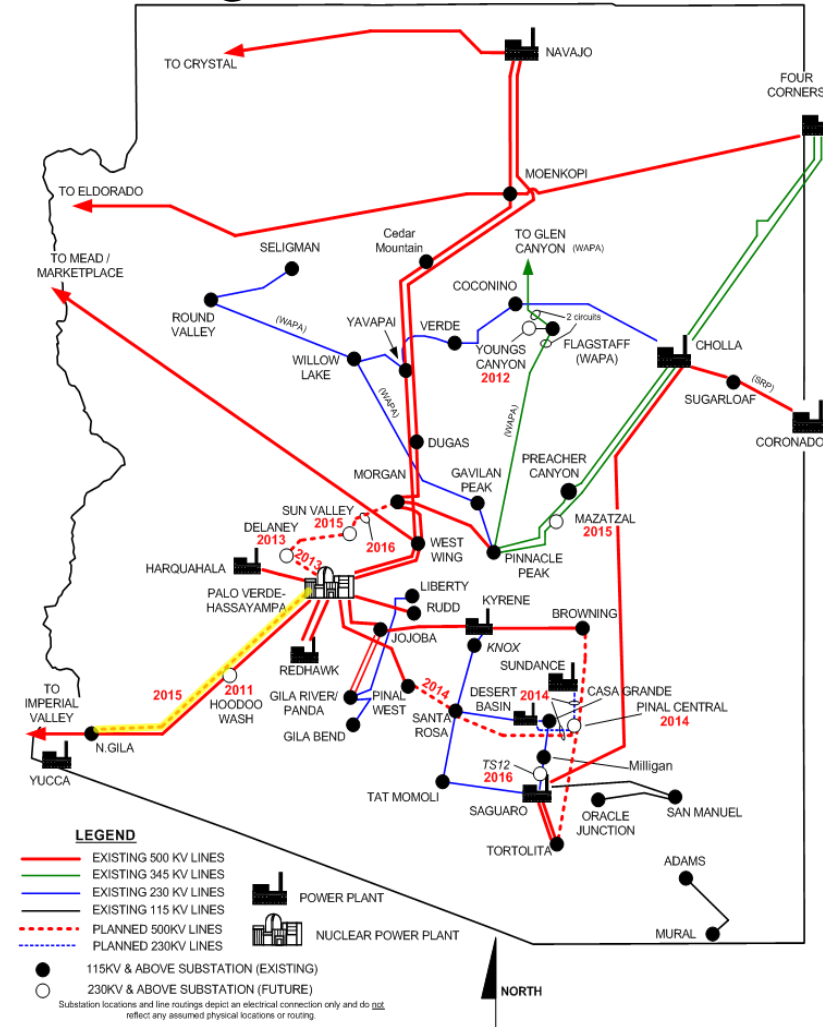 NAVAJO
TO CRYSTAL
FOUR
CORNERS
MOENKOPI
TO ELDORADO
Cedar
Mountain
TO GLEN
CANYON (WAPA)
SELIGMAN
TO MEAD /
MARKETPLACE
COCONINO
ROUND
VALLEY
(WAPA)
YAVAPAI
VERDE
2 circuits
YOUNGS
CANYON
2012
FLAGSTAFF
(WAPA)
CHOLLA
WILLOW
LAKE
(WAPA)
(WAPA)
(SRP)
SUGARLOAF
CORONADO
DUGAS
MORGAN
GAVILAN
PEAK
PREACHER
CANYON
SUN VALLEY
2015
DELANEY
2013
2016
MAZATZAL
2015
WEST
WING
PINNACLE
PEAK
2013
HARQUAHALA
PALO VERDE-
HASSAYAMPA
LIBERTY
RUDD
KYRENE
BROWNING
JOJOBA
KNOX
REDHAWK
SUNDANCE
2015
2011
HOODOO
WASH
GILA RIVER/
PANDA
PINAL
WEST
2014
DESERT
BASIN
2014
CASA GRANDE
PINAL CENTRAL
2014
TO
IMPERIAL
VALLEY
SANTA
ROSA
GILA BEND
N.GILA
YUCCA
TS12
2016
Milligan
TAT MOMOLI
SAGUARO
ORACLE
JUNCTION
SAN MANUEL
TORTOLITA
ADAMS
MURAL
LEGEND
EXISTING 500 KV LINES
EXISTING 345 KV LINES
EXISTING 230 KV LINES
EXISTING 115 KV LINES
PLANNED 500KV LINES
PLANNED 230KV LINES
POWER PLANT
NUCLEAR POWER PLANT
115KV & ABOVE SUBSTATION (EXISTING)
230KV & ABOVE SUBSTATION (FUTURE)
Substation locations and line routings depict an electrical connection only and do not
reflect any assumed physical locations or routing.
NORTH